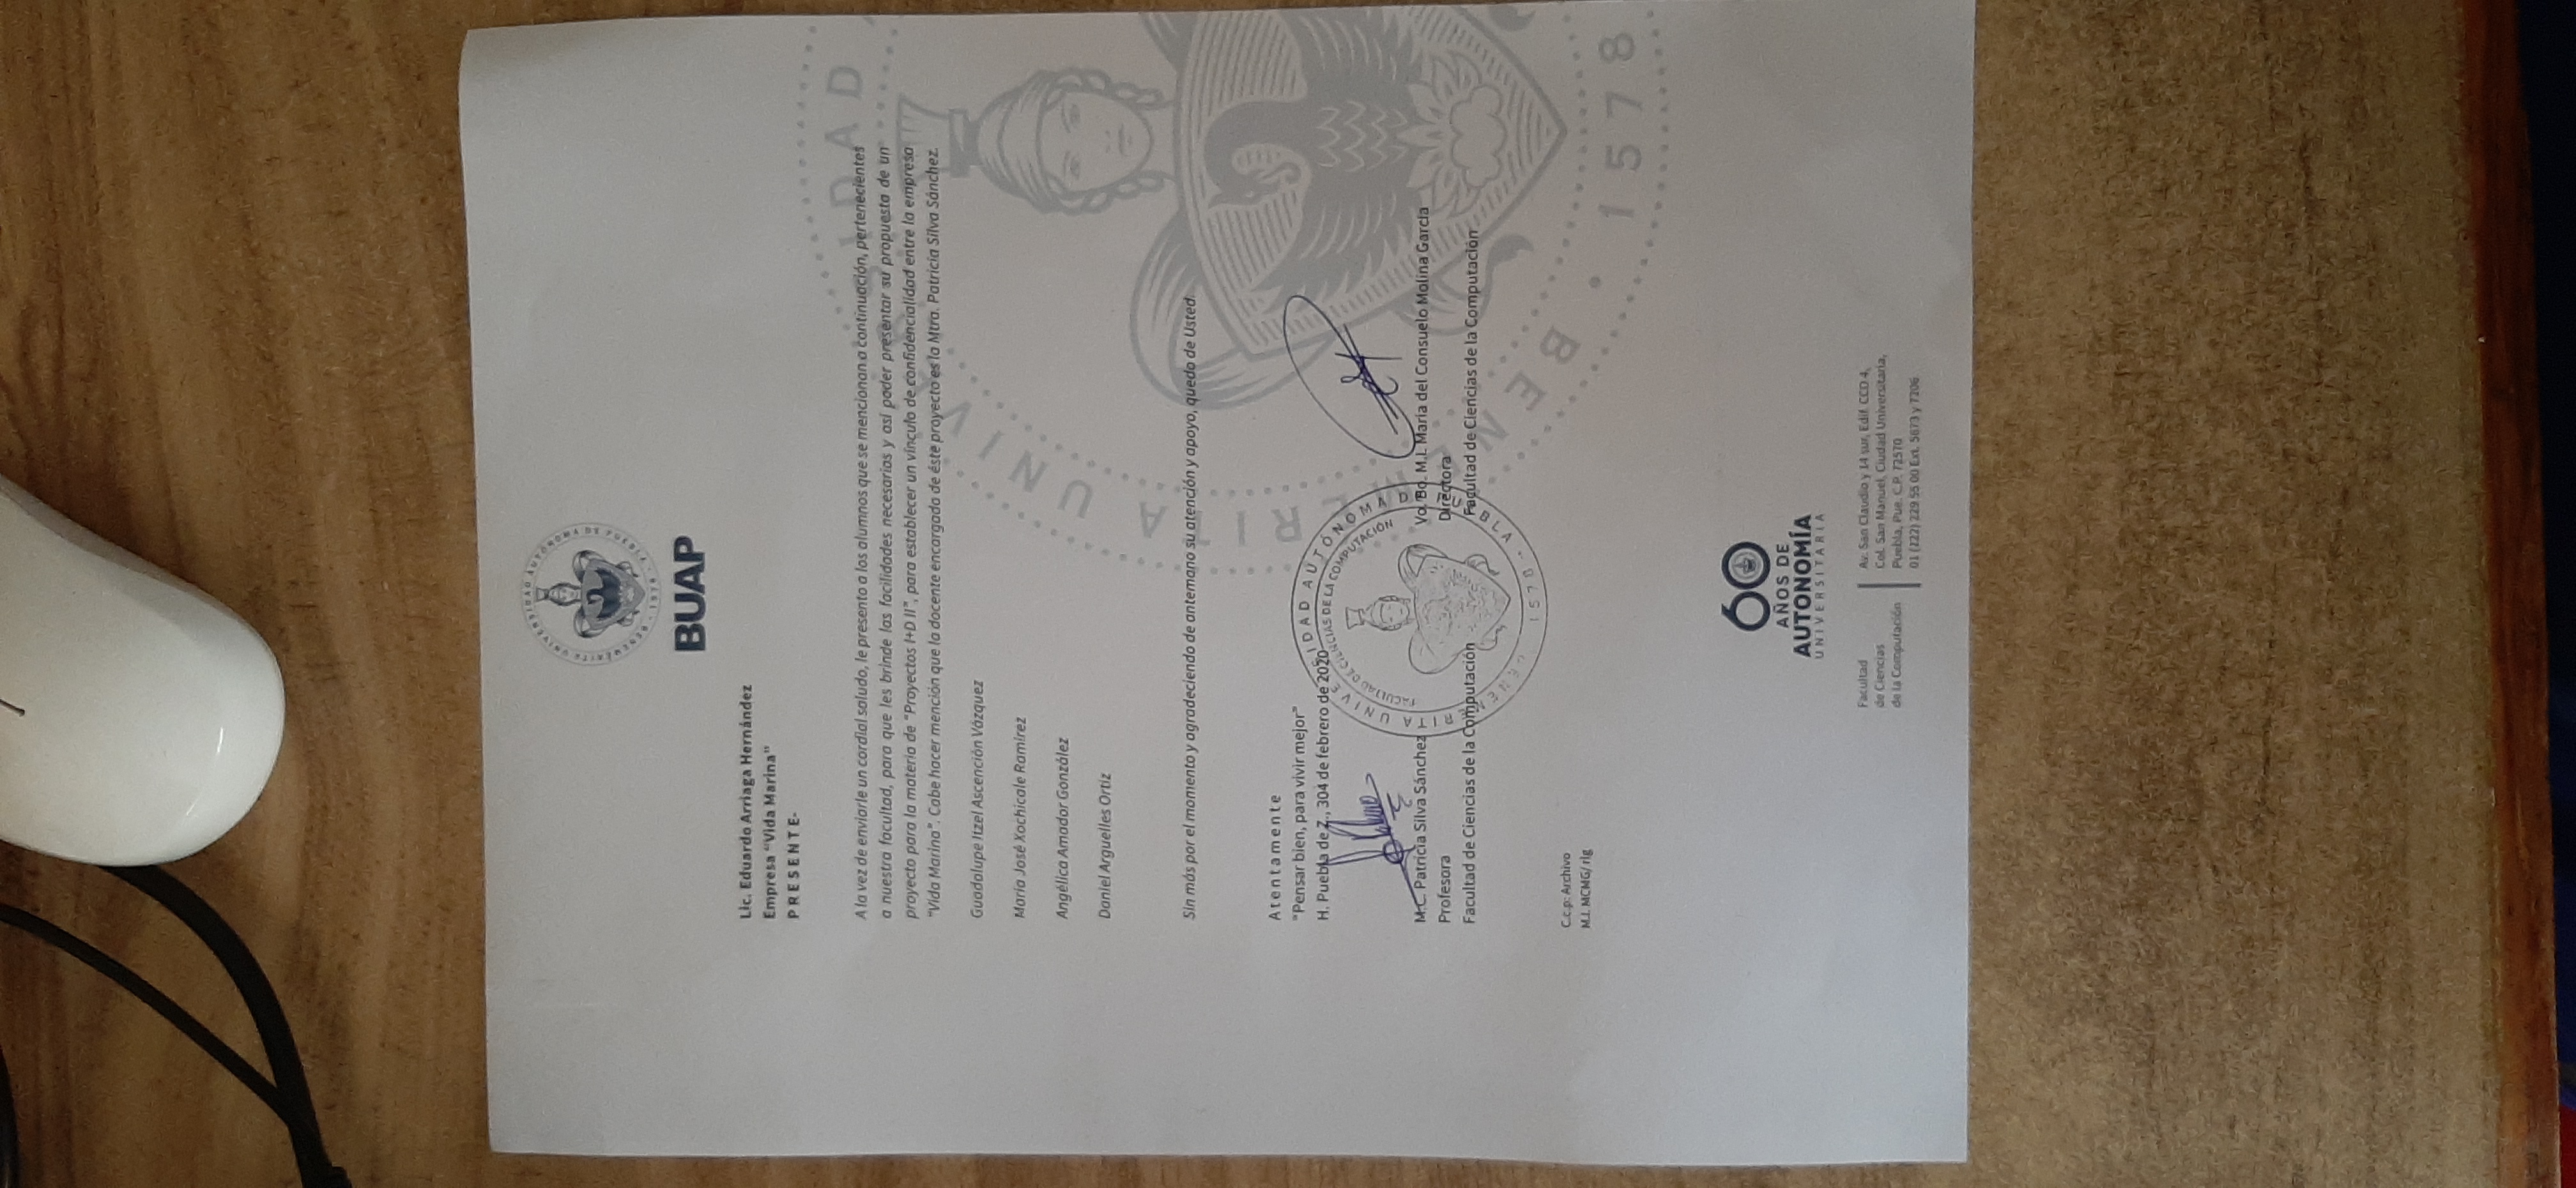 BENEMÉRITA UNIVERSIDAD AUTÓNOMA DE PUEBLA
· 1578 ·
BUAP
Lic. Eduardo Arriaga Hernández
Empresa “Vida Marina”
PRESENTE-
A la vez de enviarle un cordial saludo, le presento a los alumnos que se mencionan a continuación, pertenecientes
a nuestra facultad, para que les brinde las facilidades necesarias y así poder presentar su propuesta de un
proyecto para la materia de “Proyectos I+D II”, para establecer un vínculo de confidencialidad entre la empresa
“Vida Marina”. Cabe hacer mención que la docente encargada de éste proyecto es la Mtra. Patricia Silva Sánchez.
Guadalupe Itzel Ascención Vázquez
María José Xochicale Ramírez
Angélica Amador González
Daniel Arguelles Ortiz
Sin más por el momento y agradeciendo de antemano su atención y apoyo, quedo de Usted.
Atentamente
“Pensar bien, para vivir mejor”
H. Puebla de Z., 304 de febrero de 2020
M.C. Patricia Silva Sánchez
Profesora
Facultad de Ciencias de la Computación
Vo. Bo. M.I. María del Consuelo Molina García
Directora
Facultad de Ciencias de la Computación
BENEMÉRITA UNIVERSIDAD AUTÓNOMA DE PUEBLA
FACULTAD DE CIENCIAS DE LA COMPUTACIÓN
1578
BENEMÉRITA UNIVERSIDAD
· 1578
C.c.p: Archivo
M.I. MCMG/ rlg
60
AÑOS DE
AUTONOMÍA
UNIVERSITARIA
Facultad
de Ciencias
de la Computación
Av. San Claudio y 14 sur, Edif. CCO 4,
Col. San Manuel, Ciudad Universitaria,
Puebla, Pue. C.P. 72570
01 (222) 229 55 00 Ext. 5673 y 7206